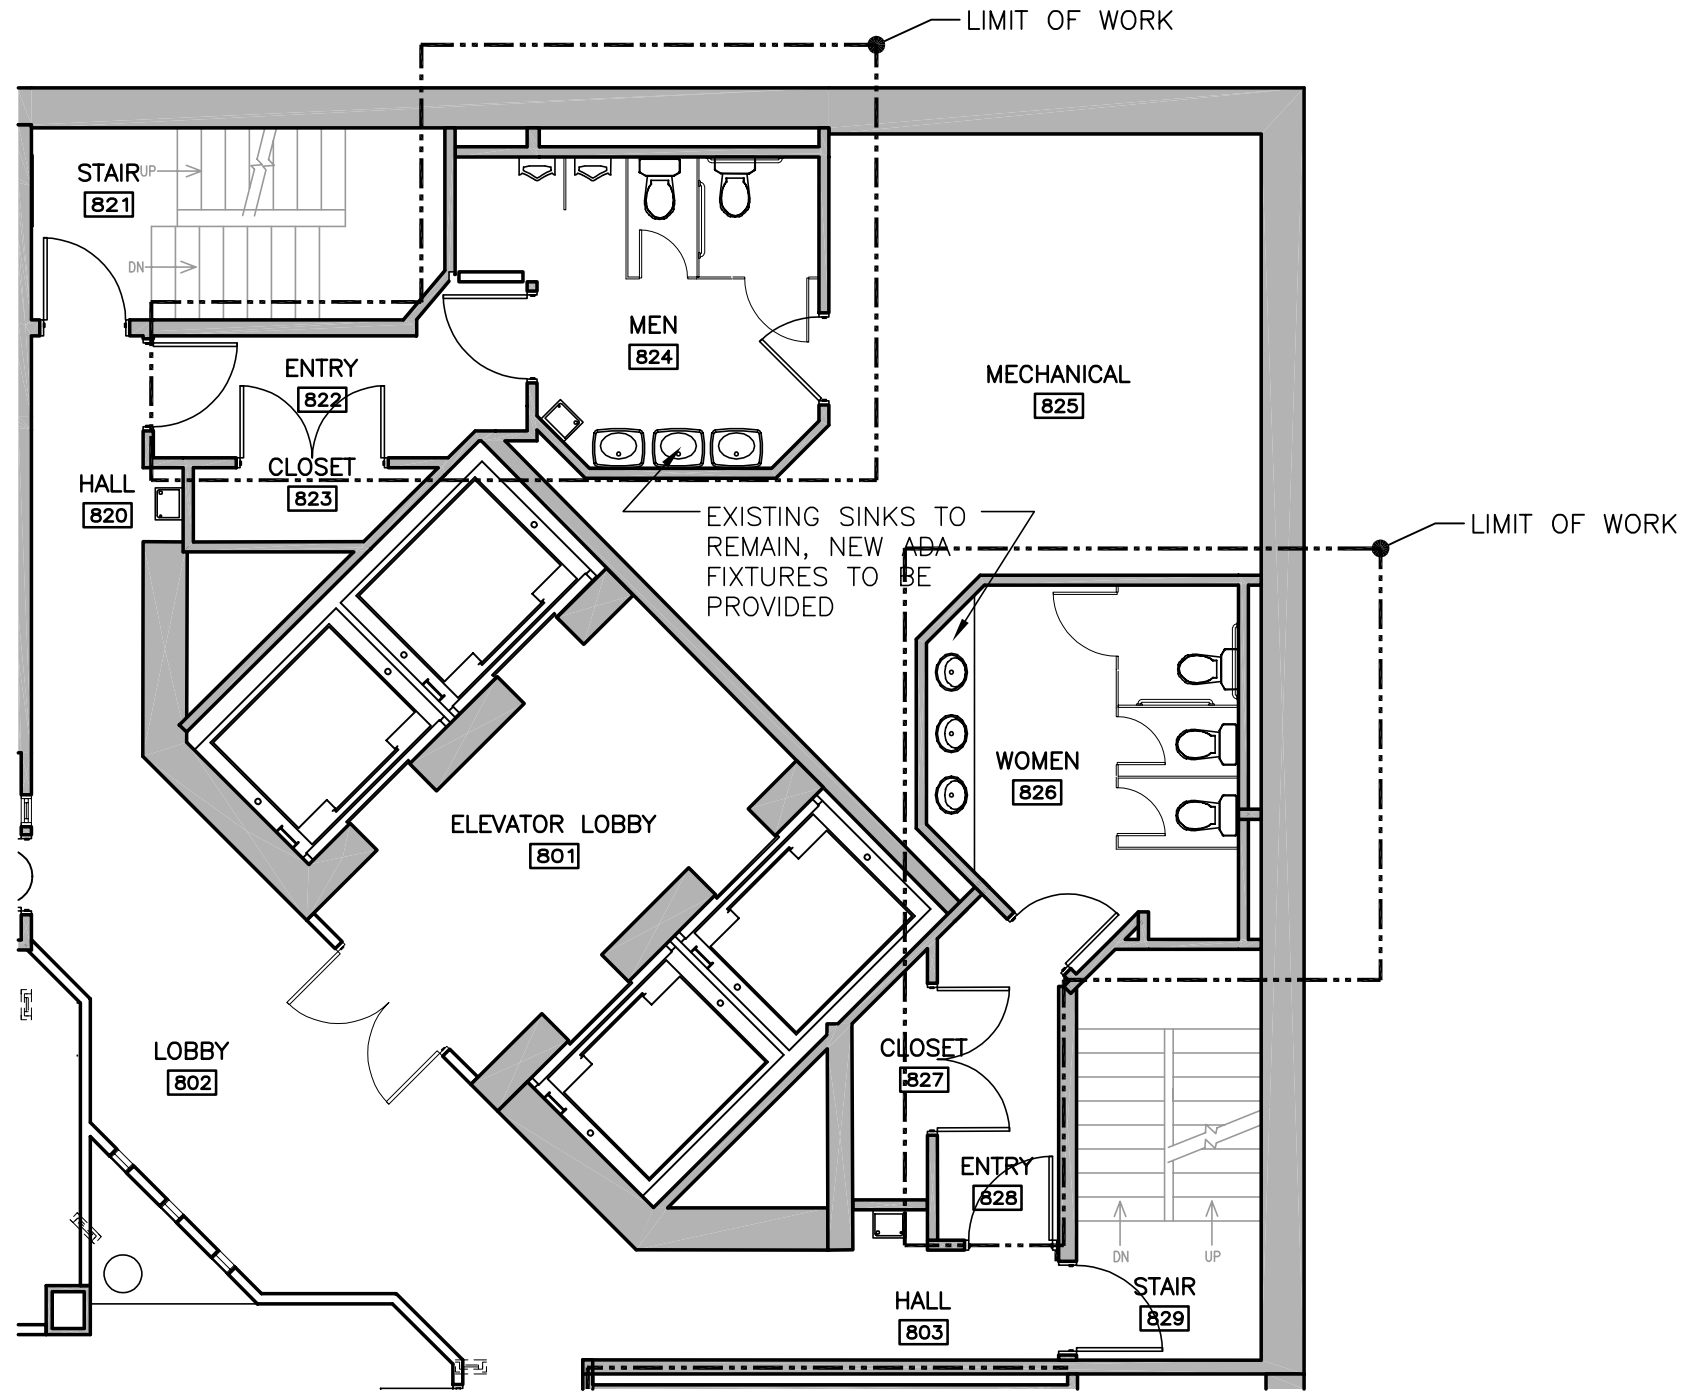 LIMIT OF WORK
STAIR
821
UP
DN
MEN
824
ENTRY
822
MECHANICAL
825
CLOSET
823
HALL
820
EXISTING SINKS TO
REMAIN, NEW ADA
FIXTURES TO BE
PROVIDED
LIMIT OF WORK
WOMEN
826
ELEVATOR LOBBY
801
LOBBY
802
CLOSET
827
ENTRY
828
DN
UP
STAIR
829
HALL
803